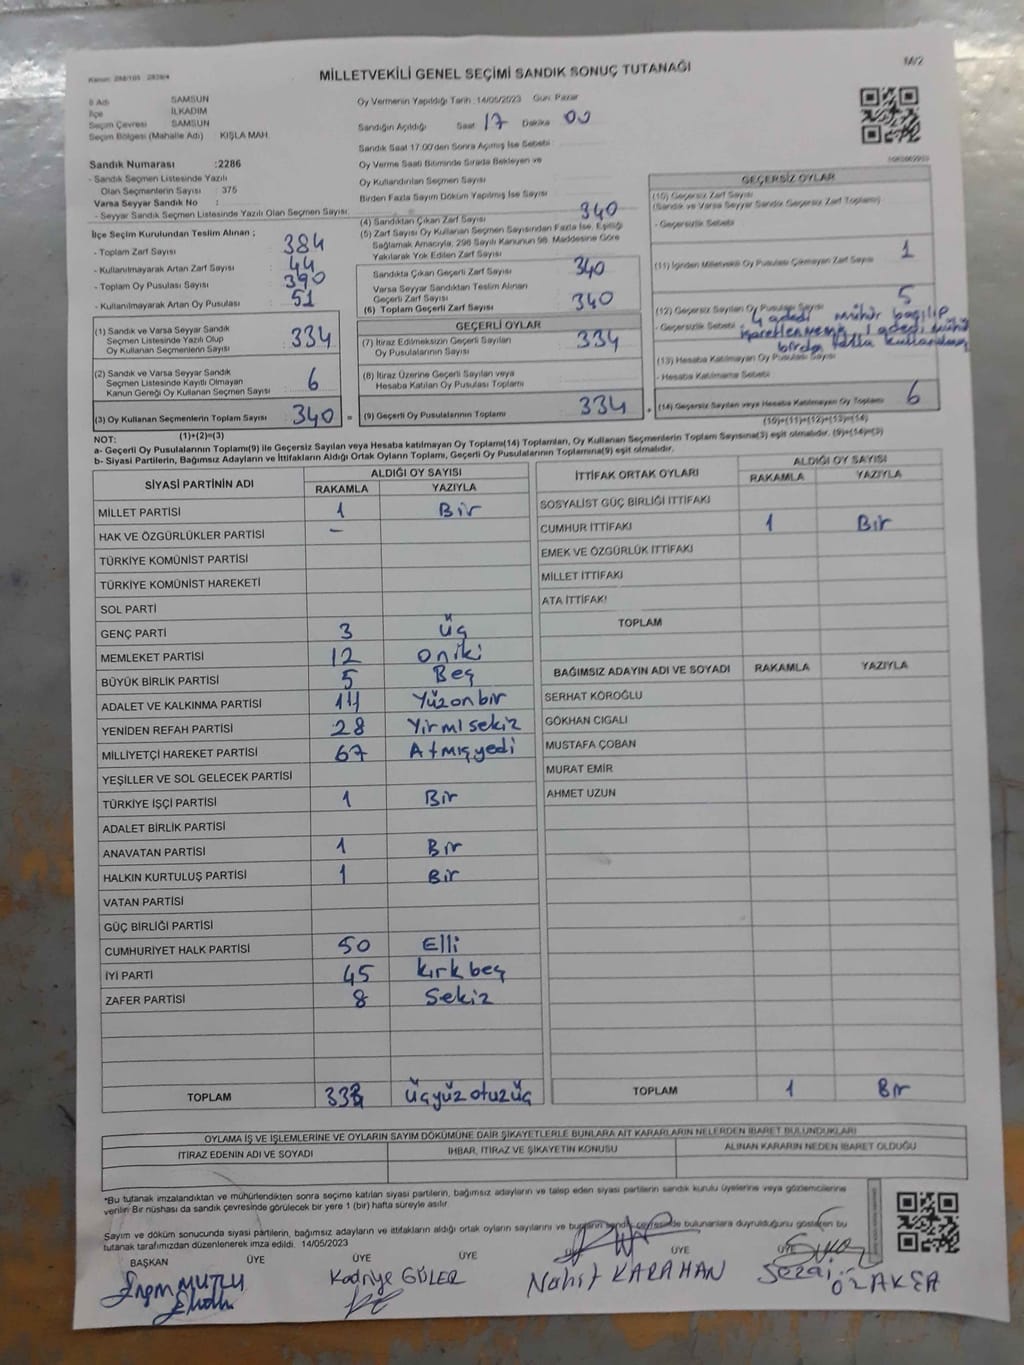 Kanun: 298/105 2839/4
MİLLETVEKİLİ GENEL SEÇİMİ SANDIK SONUÇ TUTANAĞI
M/2
İl Adı SAMSUN
İlçe İLKADIM
Seçim Çevresi SAMSUN
Seçim Bölgesi (Mahalle Adı) KIŞLA MAH.
Sandık Numarası :2286
- Sandık Seçmen Listesinde Yazılı
Olan Seçmenlerin Sayısı : 375
Varsa Seyyar Sandık No :
- Seyyar Sandık Seçmen Listesinde Yazılı Olan Seçmen Sayısı:
İlçe Seçim Kurulundan Teslim Alınan ;
- Toplam Zarf Sayısı 384
- Kullanılmayarak Artan Zarf Sayısı 44
- Toplam Oy Pusulası Sayısı 390
- Kullanılmayarak Artan Oy Pusulası 51
(1) Sandık ve Varsa Seyyar Sandık
Seçmen Listesinde Yazılı Olup
Oy Kullanan Seçmenlerin Sayısı 334
(2) Sandık ve Varsa Seyyar Sandık
Seçmen Listesinde Kayıtlı Olmayan
Kanun Gereği Oy Kullanan Seçmen Sayısı 6
(3) Oy Kullanan Seçmenlerin Toplam Sayısı 340
(1)+(2)=(3)
Oy Vermenin Yapıldığı Tarih :14/05/2023 Gün: Pazar
Sandığın Açıldığı Saat 17 Dakika 00
Sandık Saat 17:00'den Sonra Açılmış İse Sebebi
Oy Verme Saati Bitiminde Sırada Bekleyen ve
Oy Kullandırılan Seçmen Sayısı
Birden Fazla Sayım Döküm Yapılmış İse Sayısı
(4) Sandıktan Çıkan Zarf Sayısı 340
(5) Zarf Sayısı Oy Kullanan Seçmen Sayısından Fazla İse, Eşitliği
Sağlamak Amacıyla, 298 Sayılı Kanunun 98. Maddesine Göre
Yakılarak Yok Edilen Zarf Sayısı
Sandıkta Çıkan Geçerli Zarf Sayısı 340
Varsa Seyyar Sandıktan Teslim Alınan
Geçerli Zarf Sayısı
(6) Toplam Geçerli Zarf Sayısı 340
GEÇERLİ OYLAR
(7) İtiraz Edilmeksizin Geçerli Sayılan
Oy Pusulasının Sayısı 334
(8) İtiraz Üzerine Geçerli Sayılan veya
Hesaba Katılan Oy Pusulası Toplamı
= (9) Geçerli Oy Pusulalarının Toplamı 334
GEÇERSİZ OYLAR
(10) Geçersiz Zarf Sayısı
(Sandık ve Varsa Seyyar Sandık Geçersiz Zarf Toplamı)
- Geçersizlik Sebebi
(11) İçinden Milletvekili Oy Pusulası Çıkmayan Zarf Sayısı 1
(12) Geçersiz Sayılan Oy Pusulası Sayısı 5
- Geçersizlik Sebebi 4 adedi mühür
1 adedi mühür
birden fazla
(13) Hesaba Katılmayan Oy Pusulası Sayısı
- Hesaba Katılmama Sebebi
(14) Geçersiz Sayılan veya Hesaba Katılmayan Oy Toplamı 6
(10)+(11)+(12)+(13)=(14)
NOT:
a- Geçerli Oy Pusulalarının Toplamı(9) ile Geçersiz Sayılan veya Hesaba katılmayan Oy Toplamı(14) Toplamları, Oy Kullanan Seçmenlerin Toplam Sayısına(3) eşit olmalıdır. (9)+(14)=(3)
b- Siyasi Partilerin, Bağımsız Adayların ve İttifakların Aldığı Ortak Oyların Toplamı, Geçerli Oy Pusulalarının Toplamına(9) eşit olmalıdır.
SİYASİ PARTİNİN ADI ALDIĞI OY SAYISI
RAKAMLA YAZIYLA
MİLLET PARTİSİ 1 Bir
HAK VE ÖZGÜRLÜKLER PARTİSİ –
TÜRKİYE KOMÜNİST PARTİSİ
TÜRKİYE KOMÜNİST HAREKETİ
SOL PARTİ
GENÇ PARTİ 3 Üç
MEMLEKET PARTİSİ 12 Oniki
BÜYÜK BİRLİK PARTİSİ 5 Beş
ADALET VE KALKINMA PARTİSİ 111 Yüzonbir
YENİDEN REFAH PARTİSİ 28 Yirmisekiz
MİLLİYETÇİ HAREKET PARTİSİ 67 Atmışyedi
YEŞİLLER VE SOL GELECEK PARTİSİ
TÜRKİYE İŞÇİ PARTİSİ 1 Bir
ADALET BİRLİK PARTİSİ
ANAVATAN PARTİSİ 1 Bir
HALKIN KURTULUŞ PARTİSİ 1 Bir
VATAN PARTİSİ
GÜÇ BİRLİĞİ PARTİSİ
CUMHURİYET HALK PARTİSİ 50 Elli
İYİ PARTİ 45 Kırkbeş
ZAFER PARTİSİ 8 Sekiz
TOPLAM 333 Üçyüz otuzüç
İTTİFAK ORTAK OYLARI ALDIĞI OY SAYISI
RAKAMLA YAZIYLA
SOSYALİST GÜÇ BİRLİĞİ İTTİFAKI
CUMHUR İTTİFAKI 1 Bir
EMEK VE ÖZGÜRLÜK İTTİFAKI
MİLLET İTTİFAKI
ATA İTTİFAKI
TOPLAM
BAĞIMSIZ ADAYIN ADI VE SOYADI RAKAMLA YAZIYLA
SERHAT KÖROĞLU
GÖKHAN CIGALI
MUSTAFA ÇOBAN
MURAT EMİR
AHMET UZUN
TOPLAM 1 Bir
OYLAMA İŞ VE İŞLEMLERİNE VE OYLARIN SAYIM DÖKÜMÜNE DAİR ŞİKAYETLERLE BUNLARA AİT KARARLARIN NELERDEN İBARET BULUNDUKLARI
İTİRAZ EDENİN ADI VE SOYADI İHBAR, İTİRAZ VE ŞİKAYETİN KONUSU ALINAN KARARIN NEDEN İBARET OLDUĞU
*Bu tutanak imzalandıktan ve mühürlendikten sonra seçime katılan siyasi partilerin, bağımsız adayların ve talep eden siyasi partilerin sandık kurulu üyelerine veya gözlemcilerine
verilir. Bir nüshası da sandık çevresinde görülecek bir yere 1 (bir) hafta süreyle asılır.
Sayım ve döküm sonucunda siyasi partilerin, bağımsız adayların ve ittifakların aldığı ortak oyların sayılarını ve bunların sandık çevresinde bulunanlara duyrulduğunu gösteren bu
tutanak tarafımızdan düzenlenerek imza edildi. 14/05/2023
BAŞKAN ÜYE ÜYE ÜYE ÜYE ÜYE
MUTLU Kadriye GÜLER Nahit KARAHAN Sezai ÖZAKÇA